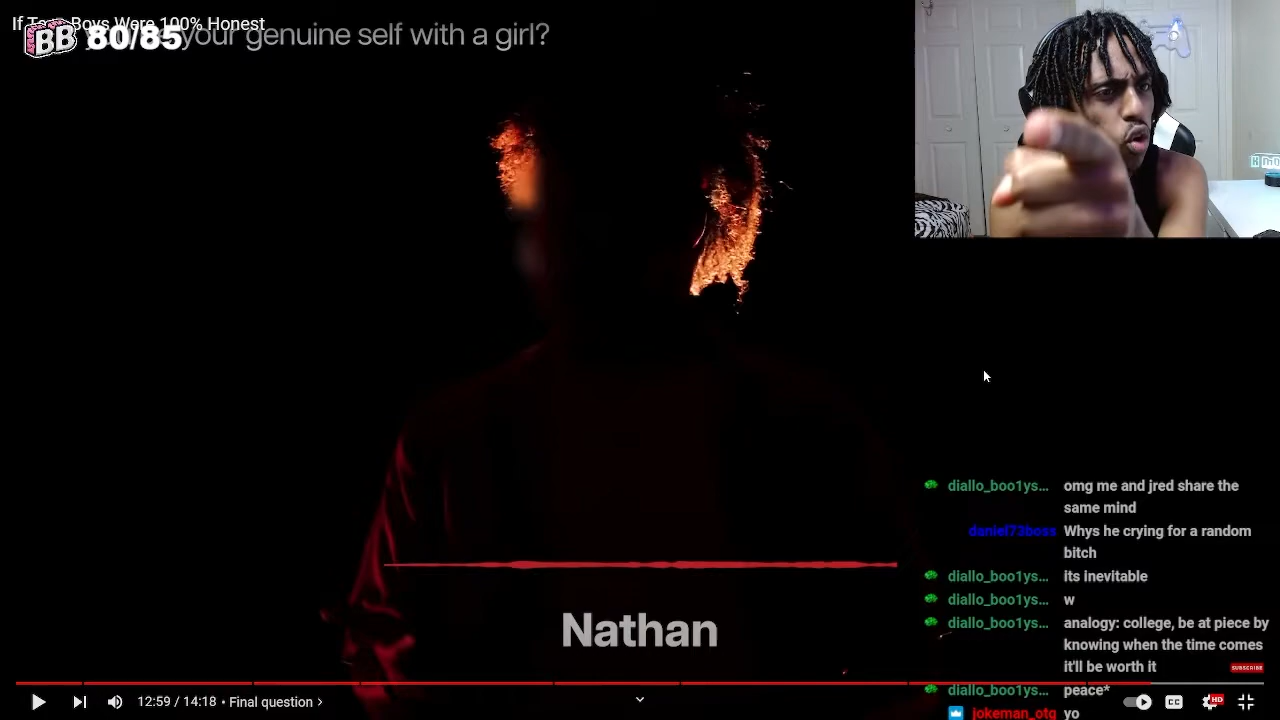 If Teen Boys Were 100% Honest
your genuine self with a girl?
BB 80/85
diallo_boo1ys... omg me and jred share the
same mind
daniel73boss Whys he crying for a random
bitch
diallo_boo1ys... its inevitable
diallo_boo1ys... w
diallo_boo1ys... analogy: college, be at piece by
knowing when the time comes
it'll be worth it
SUBSCRIBE
Nathan
diallo_boo1ys... peace*
12:59 / 14:18 • Final question
CC
HD
jokeman_otg yo